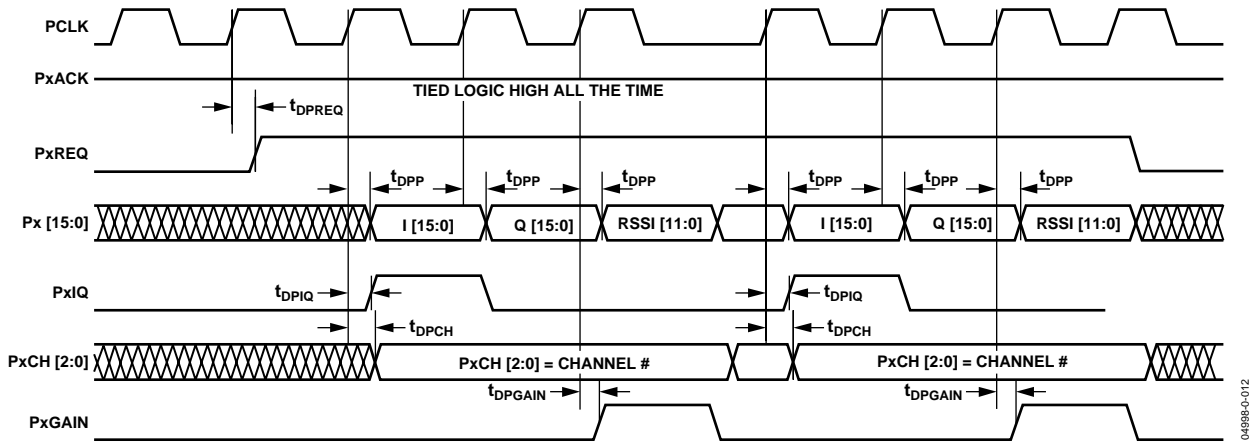 PCLK
PxACK
TIED LOGIC HIGH ALL THE TIME
tDPREQ
PxREQ
tDPP tDPP tDPP tDPP tDPP tDPP
Px [15:0] I [15:0] Q [15:0] RSSI [11:0] I [15:0] Q [15:0] RSSI [11:0]
PxIQ
tDPIQ tDPIQ
tDPCH tDPCH
PxCH [2:0] PxCH [2:0] = CHANNEL # PxCH [2:0] = CHANNEL #
tDPGAIN tDPGAIN
PxGAIN
04998-0-012